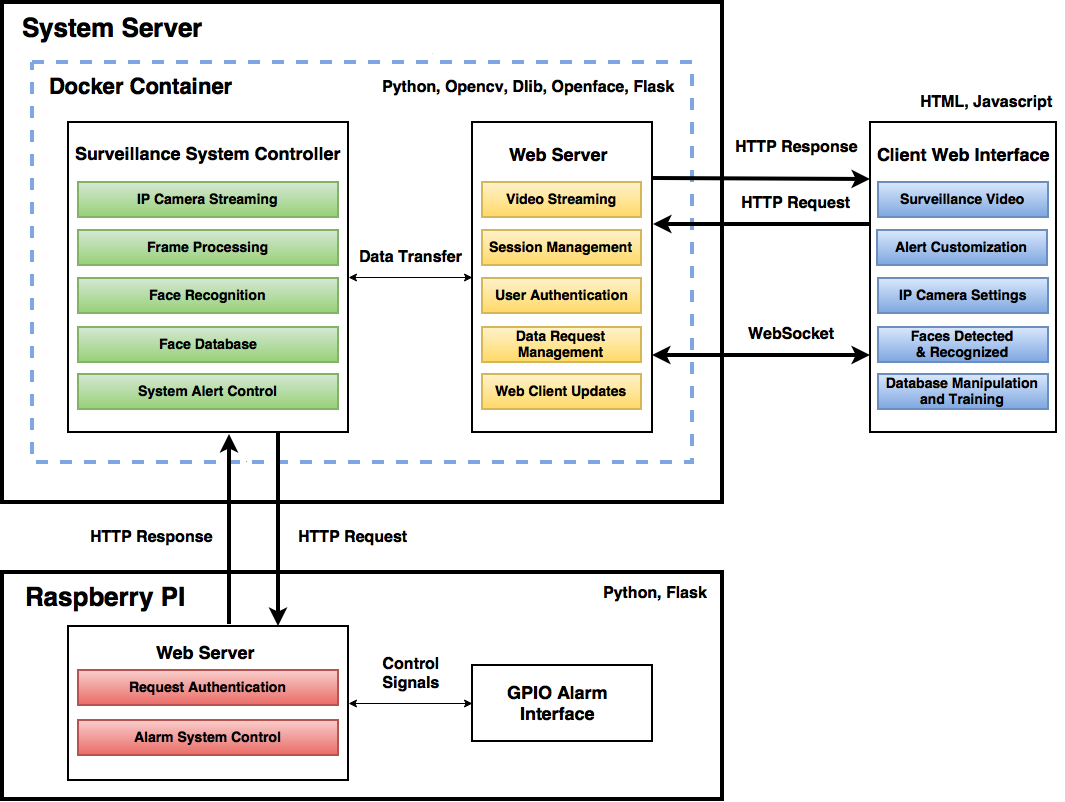 System Server
Docker Container
Python, Opencv, Dlib, Openface, Flask
Surveillance System Controller
IP Camera Streaming
Frame Processing
Face Recognition
Face Database
System Alert Control
Data Transfer
Web Server
Video Streaming
Session Management
User Authentication
Data Request
Management
Web Client Updates
HTTP Response
HTTP Request
WebSocket
HTML, Javascript
Client Web Interface
Surveillance Video
Alert Customization
IP Camera Settings
Faces Detected
& Recognized
Database Manipulation
and Training
HTTP Response
HTTP Request
Raspberry PI
Python, Flask
Web Server
Request Authentication
Alarm System Control
Control
Signals
GPIO Alarm
Interface